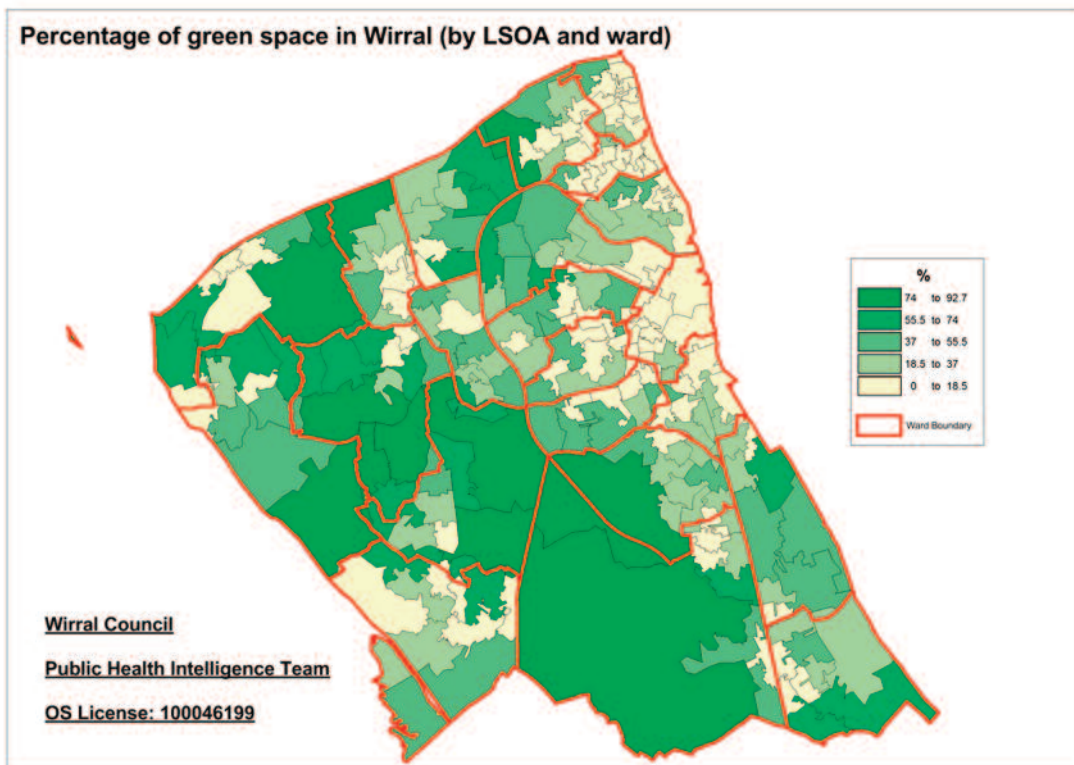 Percentage of green space in Wirral (by LSOA and ward)
%
74 to 92.7
55.5 to 74
37 to 55.5
18.5 to 37
0 to 18.5
Ward Boundary
Wirral Council
Public Health Intelligence Team
OS License: 100046199